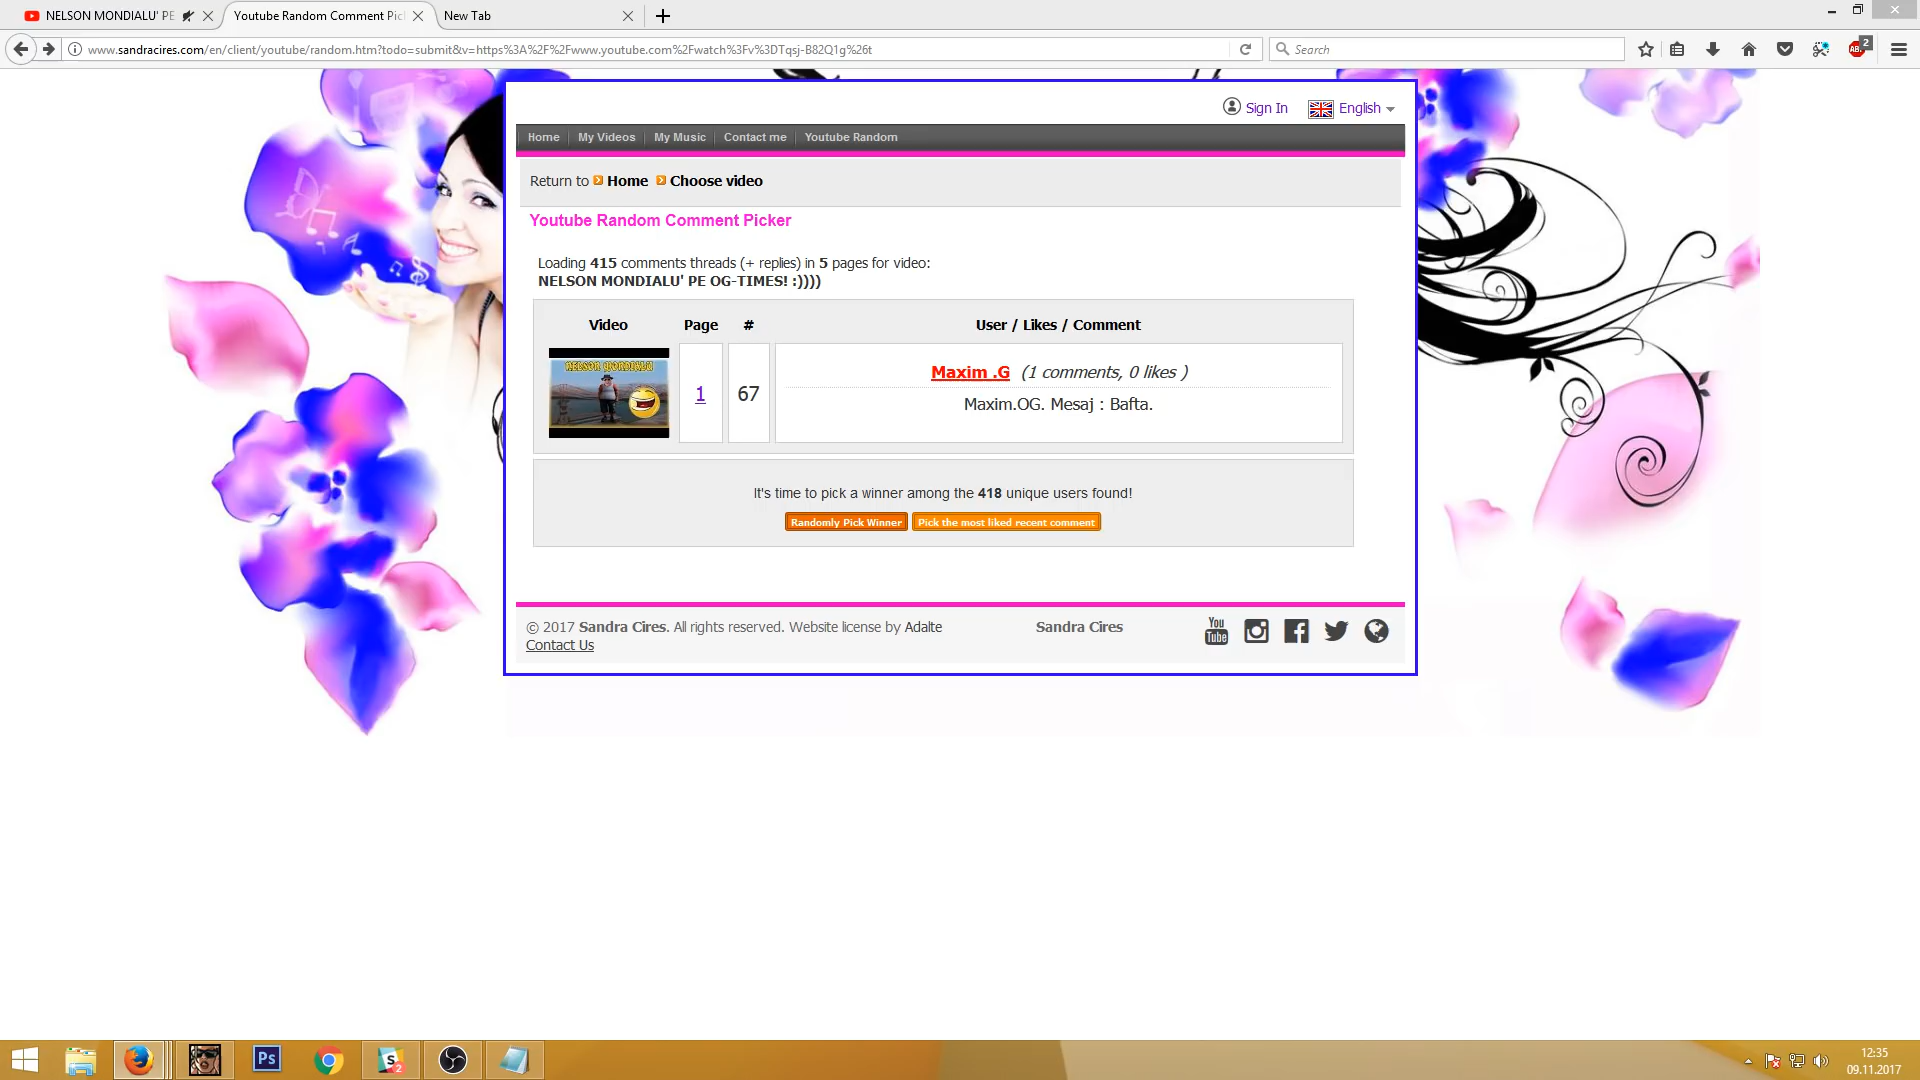 NELSON MONDIALU' PE
Youtube Random Comment Pic
New Tab
www.sandracires.com/en/client/youtube/random.htm?todo=submit&v=https%3A%2F%2Fwww.youtube.com%2Fwatch%3Fv%3DTqsj-B82Q1g%26t
Search
ABP
2
Sign In
English
Home
My Videos
My Music
Contact me
Youtube Random
Return to Home Choose video
Youtube Random Comment Picker
Loading 415 comments threads (+ replies) in 5 pages for video:
NELSON MONDIALU' PE OG-TIMES! :))))
Video Page # User / Likes / Comment
NELSON MONDIALU
1
67
Maxim .G (1 comments, 0 likes )
Maxim.OG. Mesaj : Bafta.
It's time to pick a winner among the 418 unique users found!
Randomly Pick Winner
Pick the most liked recent comment
© 2017 Sandra Cires. All rights reserved. Website license by Adalte
Contact Us
Sandra Cires
You
Tube
Ps
S
2
12:35
09.11.2017